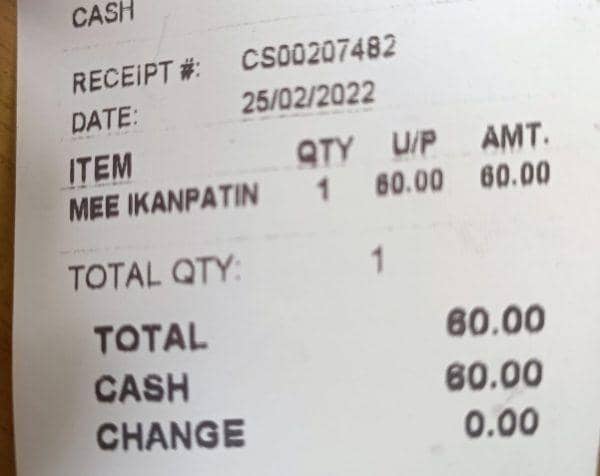 CASH
RECEIPT #: CS00207482
DATE: 25/02/2022
ITEM QTY U/P AMT.
MEE IKANPATIN 1 60.00 60.00
TOTAL QTY: 1
TOTAL 60.00
CASH 60.00
CHANGE 0.00